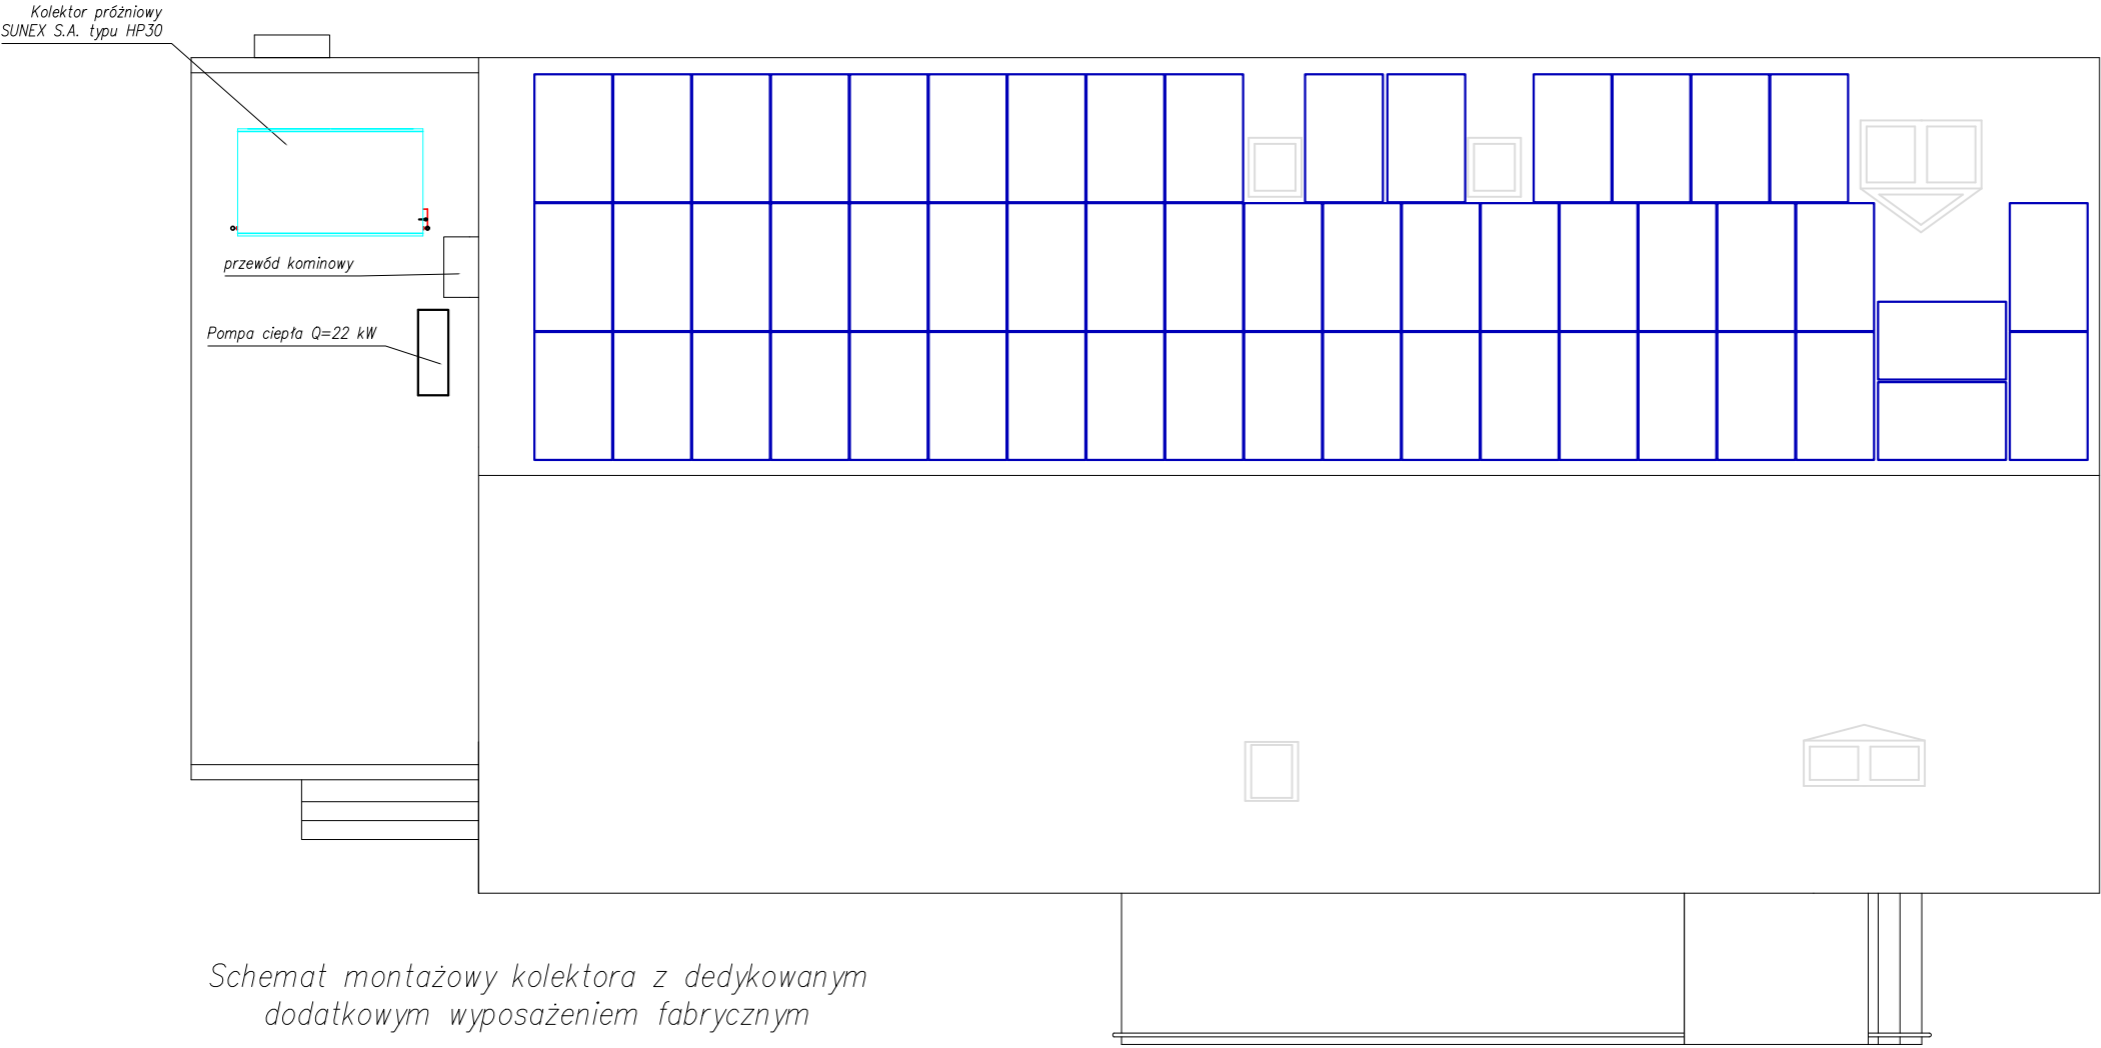 Kolektor próżniowy
SUNEX S.A. typu HP30
przewód kominowy
Pompa ciepła Q=22 kW
Schemat montażowy kolektora z dedykowanym
dodatkowym wyposażeniem fabrycznym